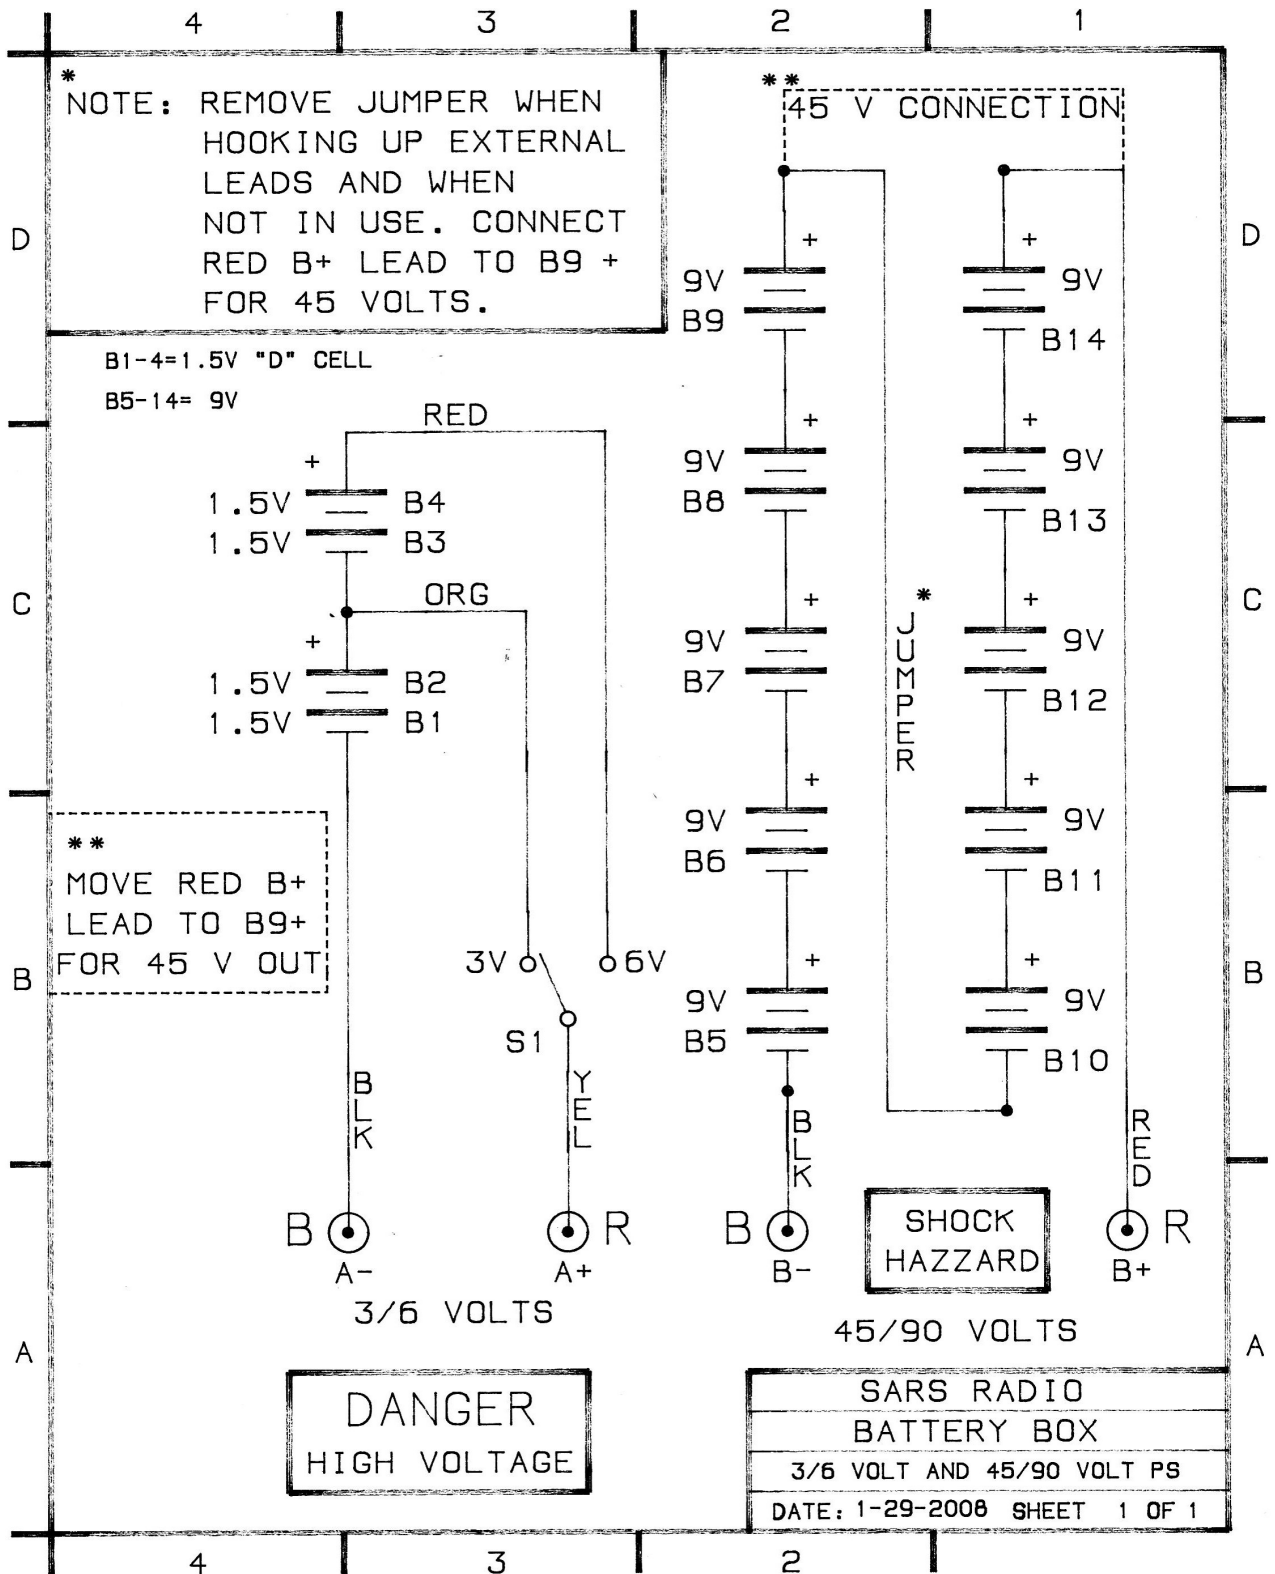 4 3 2 1
*
NOTE: REMOVE JUMPER WHEN
HOOKING UP EXTERNAL
LEADS AND WHEN
NOT IN USE. CONNECT
RED B+ LEAD TO B9 +
FOR 45 VOLTS.
**
45 V CONNECTION
D D
B1-4=1.5V "D" CELL
B5-14= 9V
+ +
9V 9V
B9 B14
RED
+ +
+
9V 9V
1.5V B4
B8 B13
1.5V B3
C C
ORG
*
JUMPER
+ +
+
9V 9V
1.5V B2
B7 B12
1.5V B1
+ +
9V 9V
B6 B11
**
MOVE RED B+
LEAD TO B9+
FOR 45 V OUT
B B
3V 6V
+ +
9V 9V
S1
B5 B10
BLK
YEL
BLK
RED
B R B R
A- A+ B- B+
SHOCK
HAZZARD
3/6 VOLTS
45/90 VOLTS
A A
DANGER
HIGH VOLTAGE
SARS RADIO
BATTERY BOX
3/6 VOLT AND 45/90 VOLT PS
DATE: 1-29-2008 SHEET 1 OF 1
4 3 2